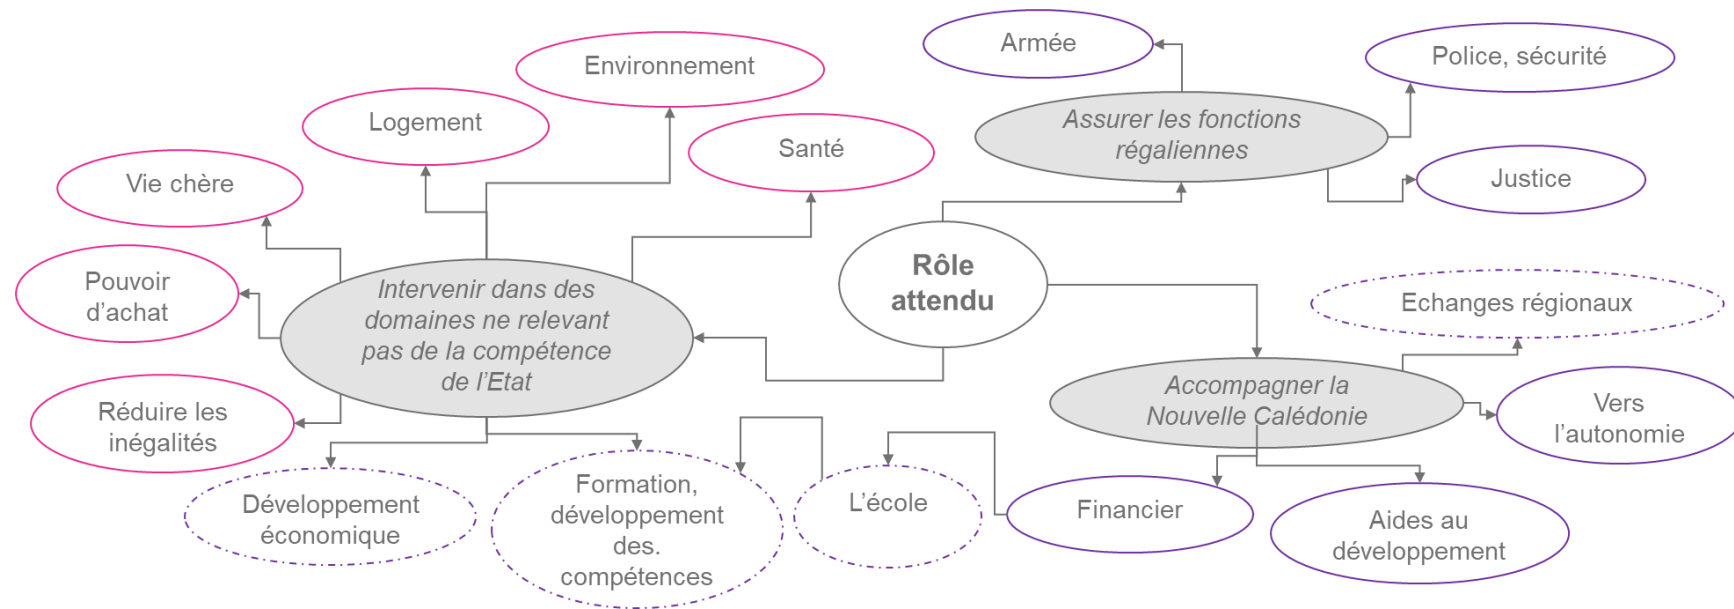 Environnement
Logement
Santé
Vie chère
Pouvoir
d’achat
Réduire les
inégalités
Intervenir dans des
domaines ne relevant
pas de la compétence
de l’Etat
Développement
économique
Formation,
développement
des.
compétences
L’école
Rôle
attendu
Armée
Police, sécurité
Assurer les fonctions
régaliennes
Justice
Echanges régionaux
Accompagner la
Nouvelle Calédonie
Vers
l’autonomie
Financier
Aides au
développement